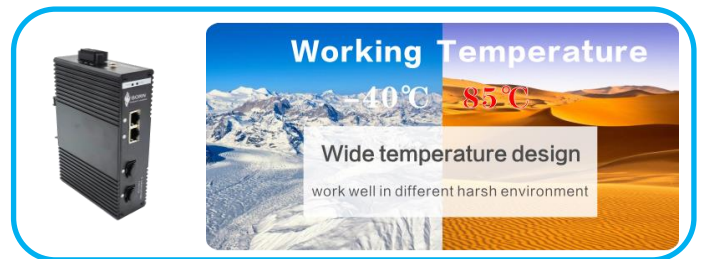 Working Temperature
-40℃ 85℃
Wide temperature design
work well in different harsh environment